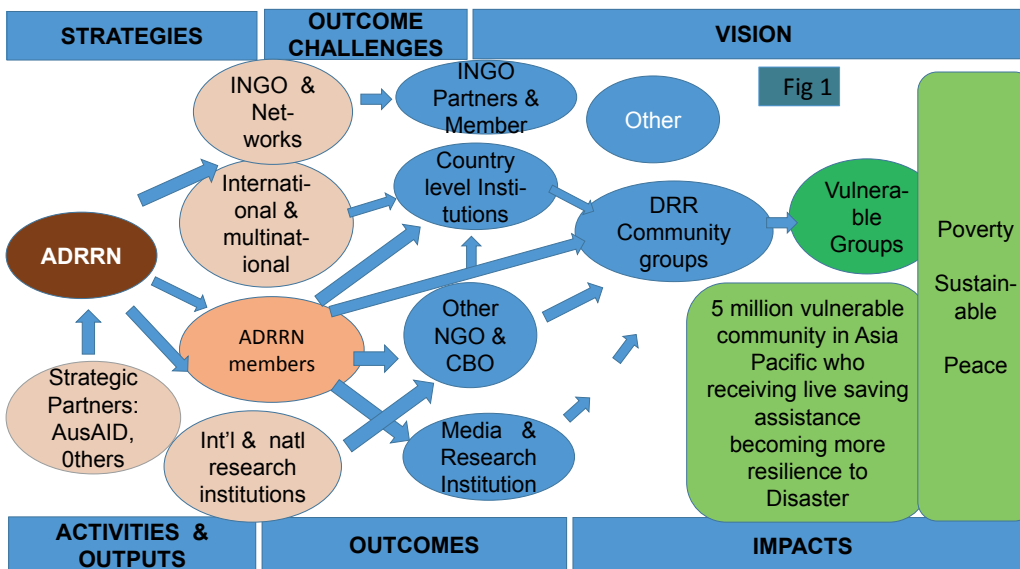 STRATEGIES
OUTCOME
CHALLENGES
VISION
Fig 1
INGO &
Net-
works
INGO
Partners &
Member
Other
Internati-
onal &
multinat-
ional
Country
level Insti-
tutions
DRR
Community
groups
Vulnera-
ble
Groups
Poverty
Sustain-
able
Peace
ADRRN
ADRRN
members
Other
NGO &
CBO
5 million vulnerable
community in Asia
Pacific who
receiving live saving
assistance
becoming more
resilience to
Disaster
Strategic
Partners:
AusAID,
0thers
Int'l & natl
research
institutions
Media &
Research
Institution
ACTIVITIES &
OUTPUTS
OUTCOMES
IMPACTS